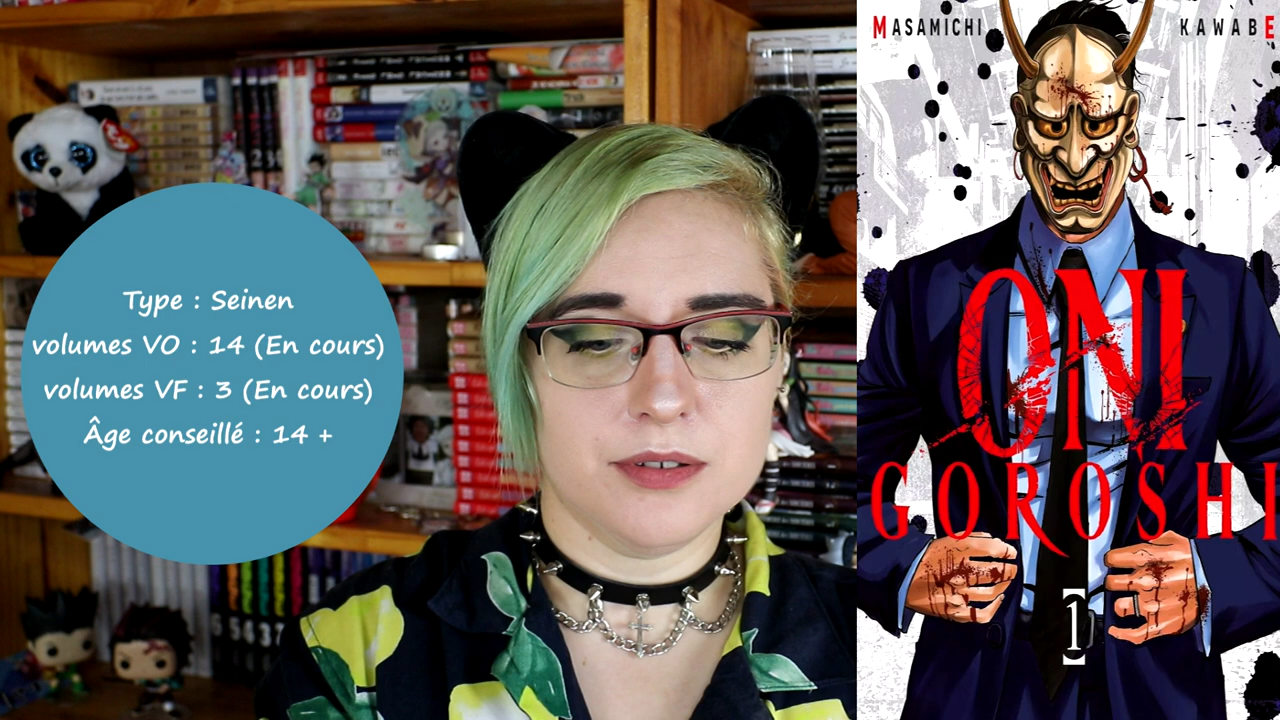 Type : Seinen
volumes VO : 14 (En cours)
volumes VF : 3 (En cours)
Âge conseillé : 14 +
MASAMICHI KAWABE
ONI
GOROSHI
1